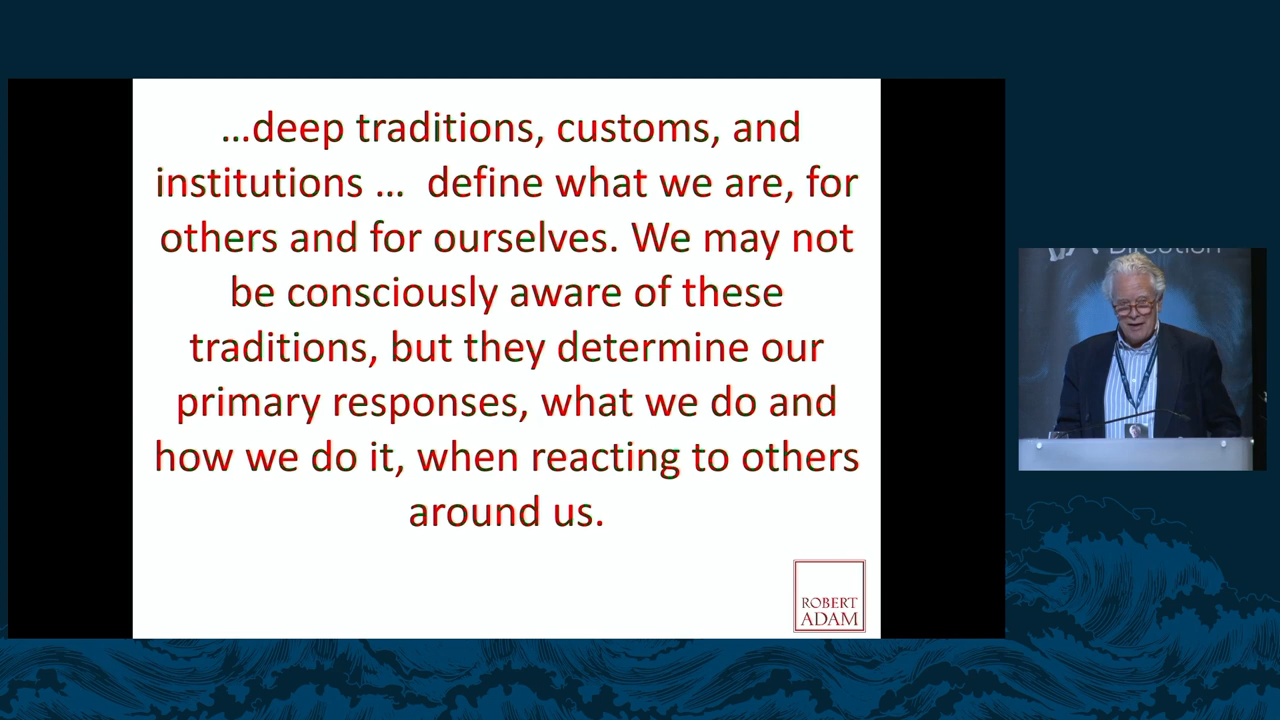 …deep traditions, customs, and
institutions … define what we are, for
others and for ourselves. We may not
be consciously aware of these
traditions, but they determine our
primary responses, what we do and
how we do it, when reacting to others
around us.
ROBERT
ADAM
Direction